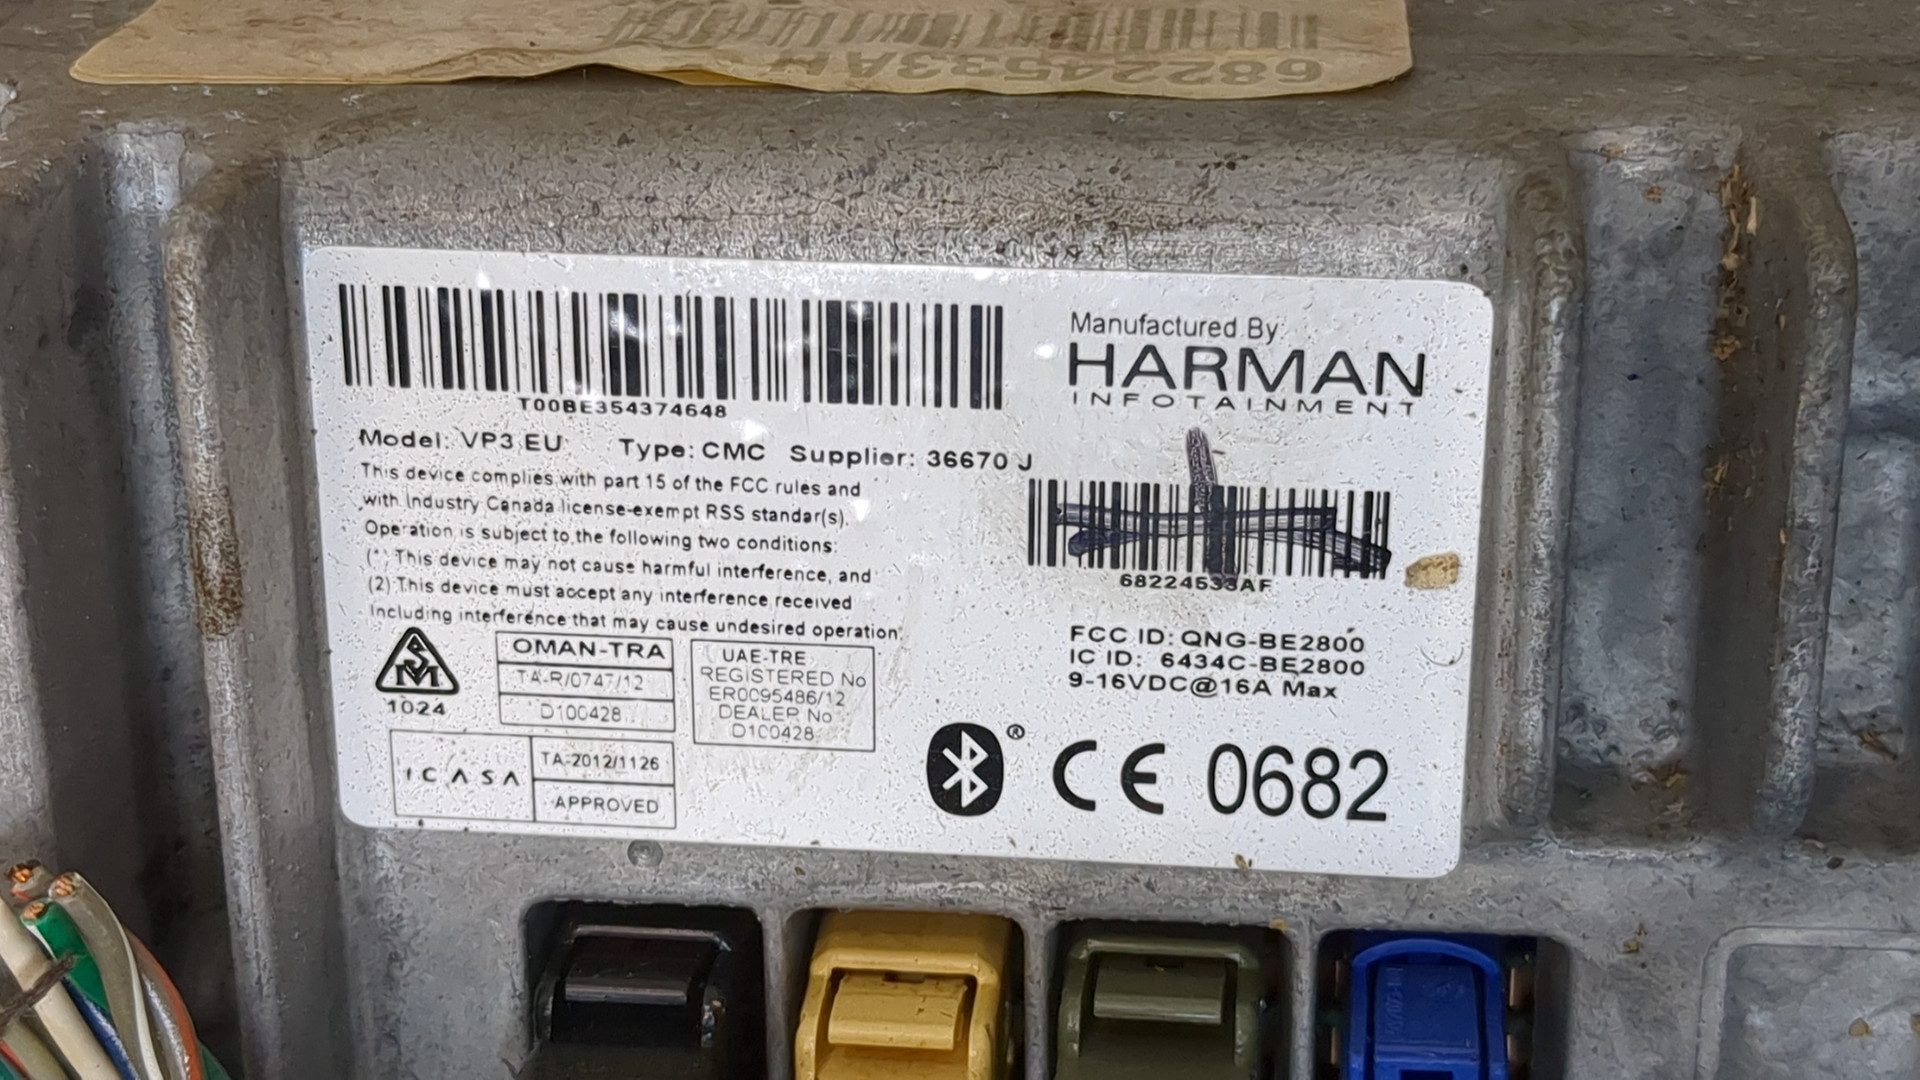 68224533AH
T00BE354374648
Manufactured By
HARMAN
INFOTAINMENT
Model: VP3 EU Type: CMC Supplier: 36670 J
This device complies with part 15 of the FCC rules and
with Industry Canada license-exempt RSS standar(s).
Operation is subject to the following two conditions:
(1) This device may not cause harmful interference, and
(2) This device must accept any interference received
Including interference that may cause undesired operation.
68224533AF
FCC ID: QNG-BE2800
IC ID: 6434C-BE2800
9-16VDC@16A Max
1024
OMAN-TRA
TA-R/0747/12
D100428
UAE-TRE
REGISTERED No
ER0095486/12
DEALER No
D100428
ICASA
TA-2012/1126
APPROVED
® CE 0682